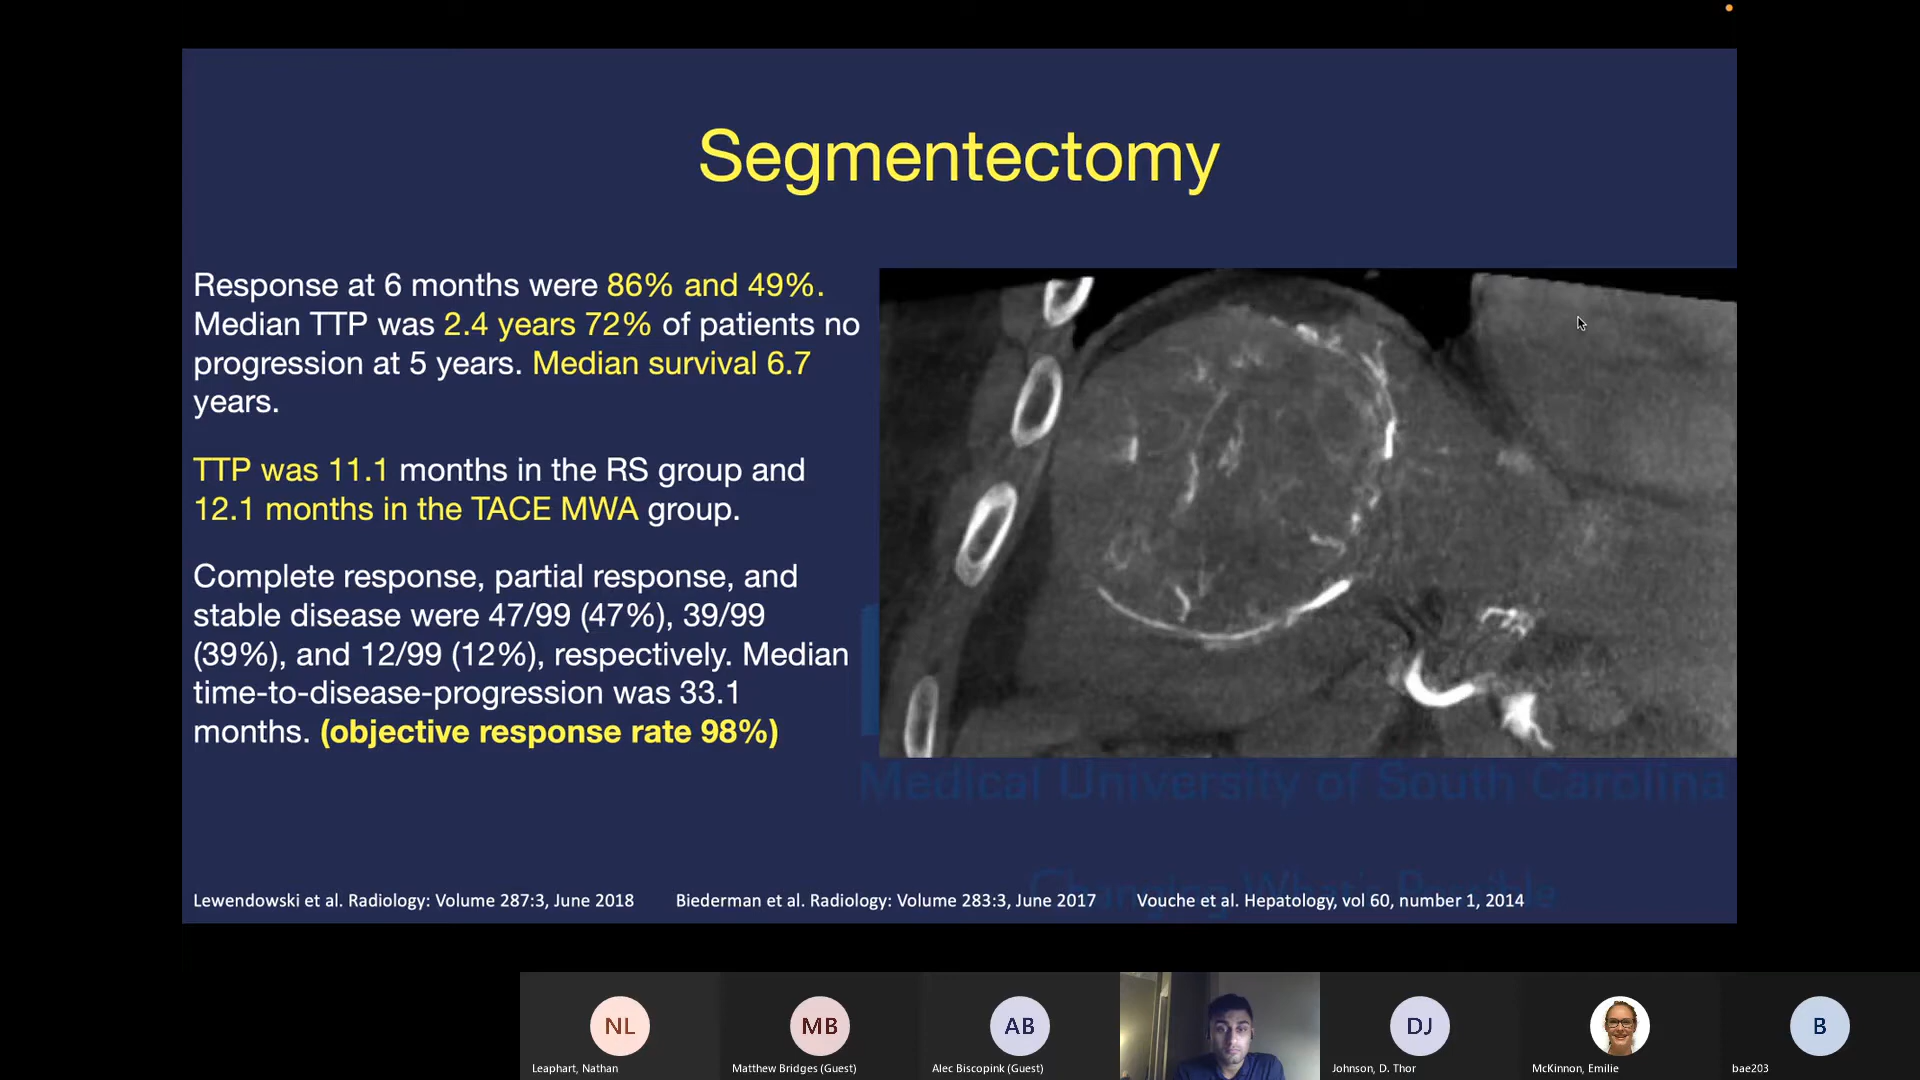 Segmentectomy
Response at 6 months were 86% and 49%.
Median TTP was 2.4 years 72% of patients no
progression at 5 years. Median survival 6.7
years.
TTP was 11.1 months in the RS group and
12.1 months in the TACE MWA group.
Complete response, partial response, and
stable disease were 47/99 (47%), 39/99
(39%), and 12/99 (12%), respectively. Median
time-to-disease-progression was 33.1
months. (objective response rate 98%)
Medical University of South Carolina
Changing What's Possible
Lewendowski et al. Radiology: Volume 287:3, June 2018 Biederman et al. Radiology: Volume 283:3, June 2017 Vouche et al. Hepatology, vol 60, number 1, 2014
NL MB AB DJ B
Leaphart, Nathan Matthew Bridges (Guest) Alec Biscopink (Guest) Johnson, D. Thor McKinnon, Emilie bae203